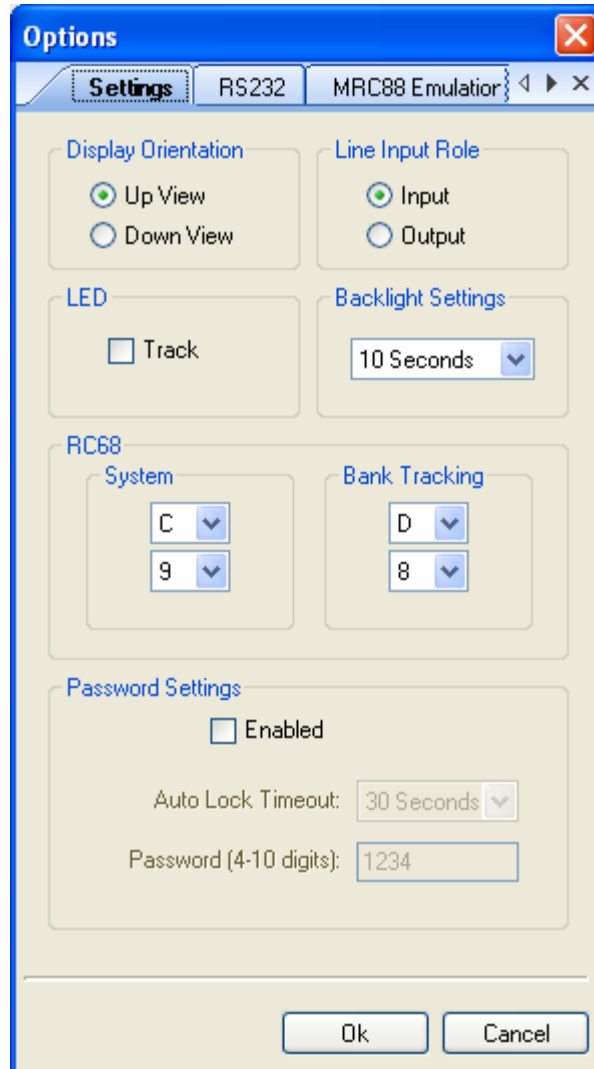 Options
Settings RS232 MRC88 Emulation
Display Orientation
Up View
Down View
Line Input Role
Input
Output
LED
Track
Backlight Settings
10 Seconds
RC68
System
C
9
Bank Tracking
D
8
Password Settings
Enabled
Auto Lock Timeout: 30 Seconds
Password (4-10 digits): 1234
Ok Cancel